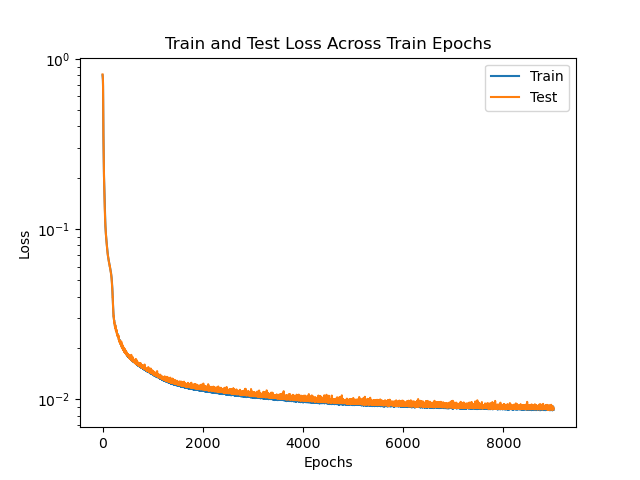 Train and Test Loss Across Train Epochs
Train
Test
Loss
10⁰
10⁻¹
10⁻²
0 2000 4000 6000 8000
Epochs